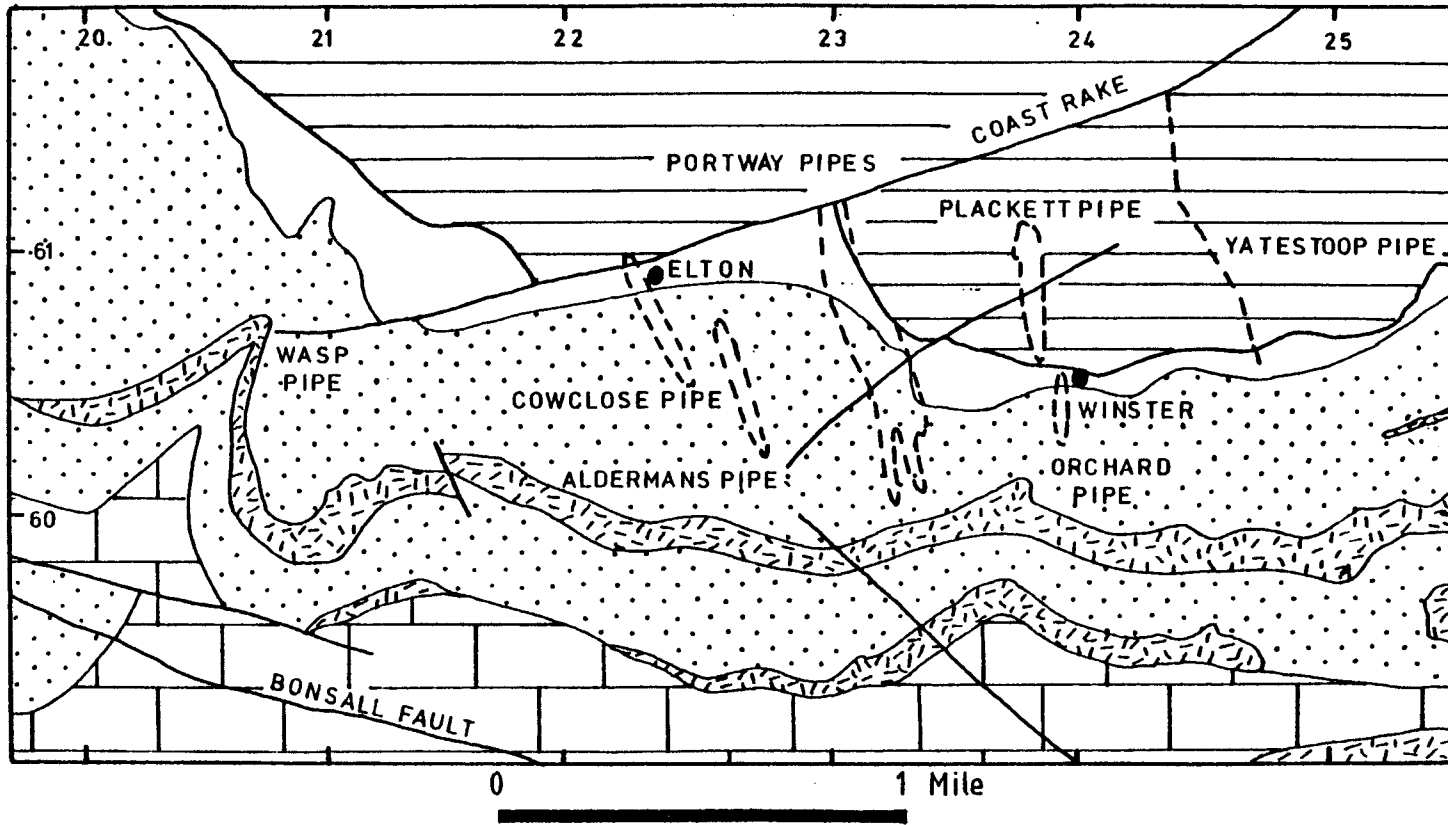 20. 21 22 23 24 25
COAST RAKE
PORTWAY PIPES
PLACKETT PIPE
61
YATESTOOP PIPE
ELTON
WASP
PIPE
COWCLOSE PIPE
WINSTER
ALDERMANS PIPE
ORCHARD
PIPE
60
BONSALL FAULT
0 1 Mile